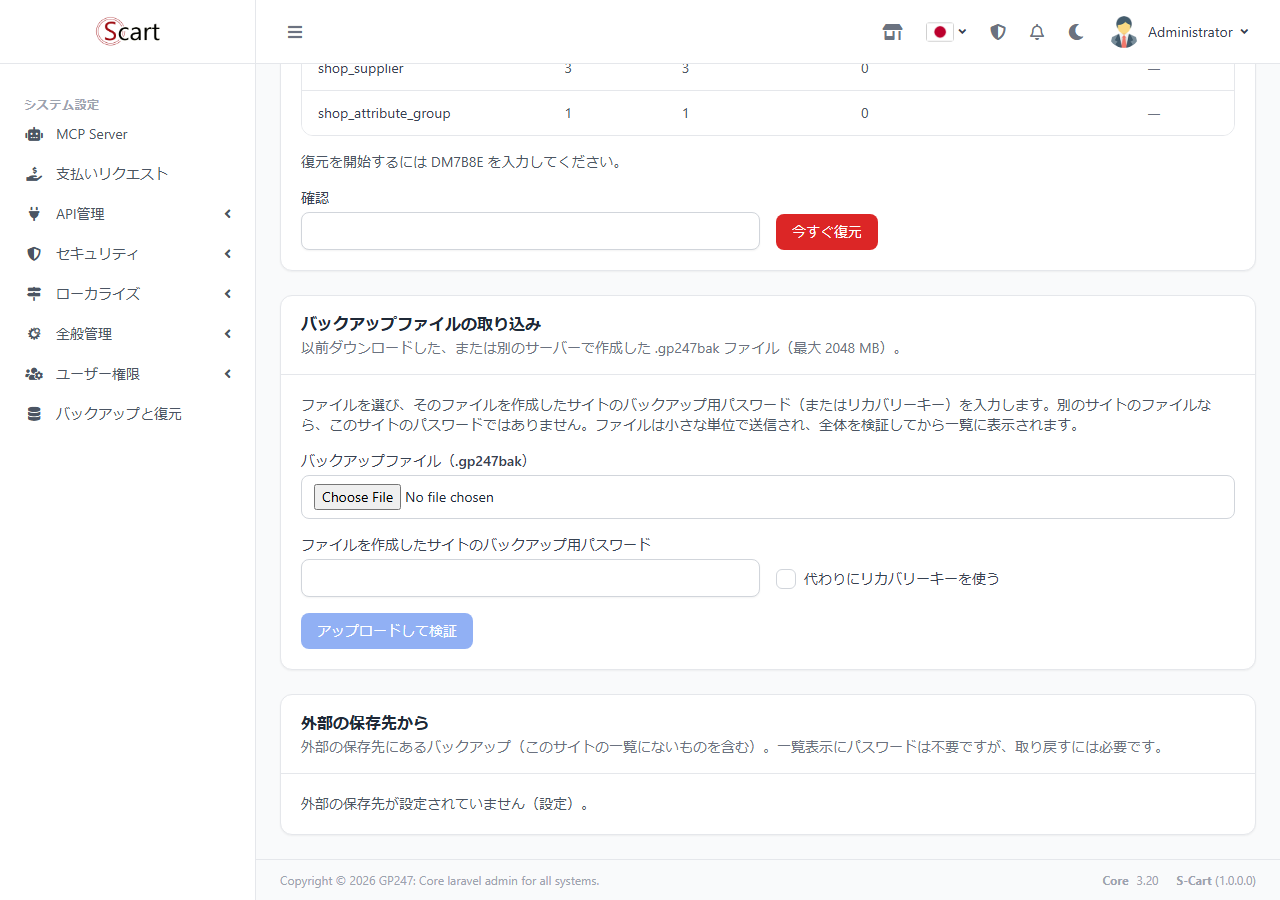 Scart
Administrator
システム設定
MCP Server
支払いリクエスト
API管理
セキュリティ
ローカライズ
全般管理
ユーザー権限
バックアップと復元
shop_supplier 3 3 0 —
shop_attribute_group 1 1 0 —
復元を開始するには DM7B8E を入力してください。
確認
今すぐ復元
バックアップファイルの取り込み
以前ダウンロードした、または別のサーバーで作成した .gp247bak ファイル（最大 2048 MB）。
ファイルを選び、そのファイルを作成したサイトのバックアップ用パスワード（またはリカバリーキー）を入力します。別のサイトのファイルな
ら、このサイトのパスワードではありません。ファイルは小さな単位で送信され、全体を検証してから一覧に表示されます。
バックアップファイル（.gp247bak）
Choose File No file chosen
ファイルを作成したサイトのバックアップ用パスワード
代わりにリカバリーキーを使う
アップロードして検証
外部の保存先から
外部の保存先にあるバックアップ（このサイトの一覧にないものを含む）。一覧表示にパスワードは不要ですが、取り戻すには必要です。
外部の保存先が設定されていません（設定）。
Copyright © 2026 GP247: Core laravel admin for all systems.
Core 3.20 S-Cart (1.0.0.0)